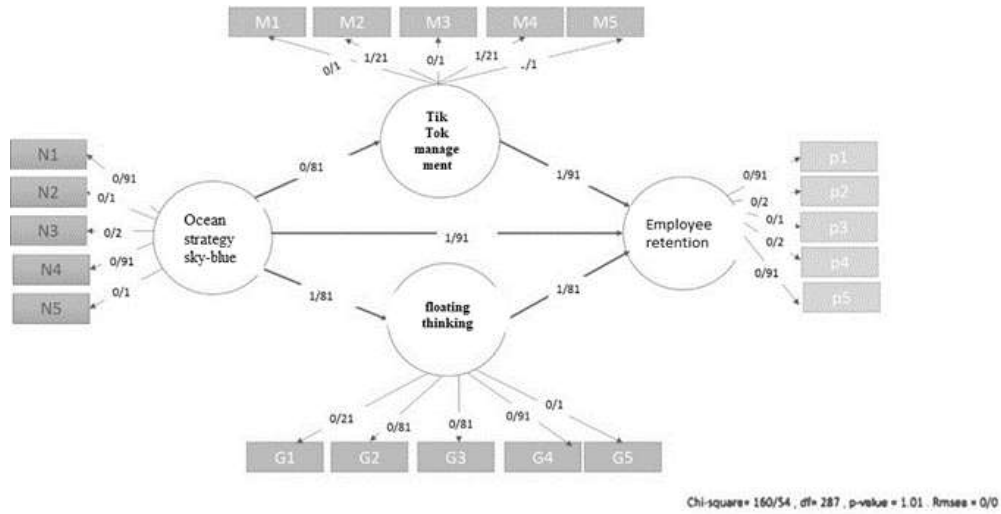 M1 M2 M3 M4 M5
0/1 1/21 0/1 1/21 ../1
Tik
Tok
manage
ment
N1
N2
N3
N4
N5
0/91
0/1
0/2
0/91
0/1
Ocean
strategy
sky-blue
0/81
1/91
1/91
1/81
1/81
floating
thinking
Employee
retention
0/91
0/2
0/1
0/2
0/91
p1
p2
p3
p4
p5
0/21 0/81 0/81 0/91 0/1
G1 G2 G3 G4 G5
Chi-square= 160/54 , df= 287 , p-value = 1.01 . Rmsea = 0/0